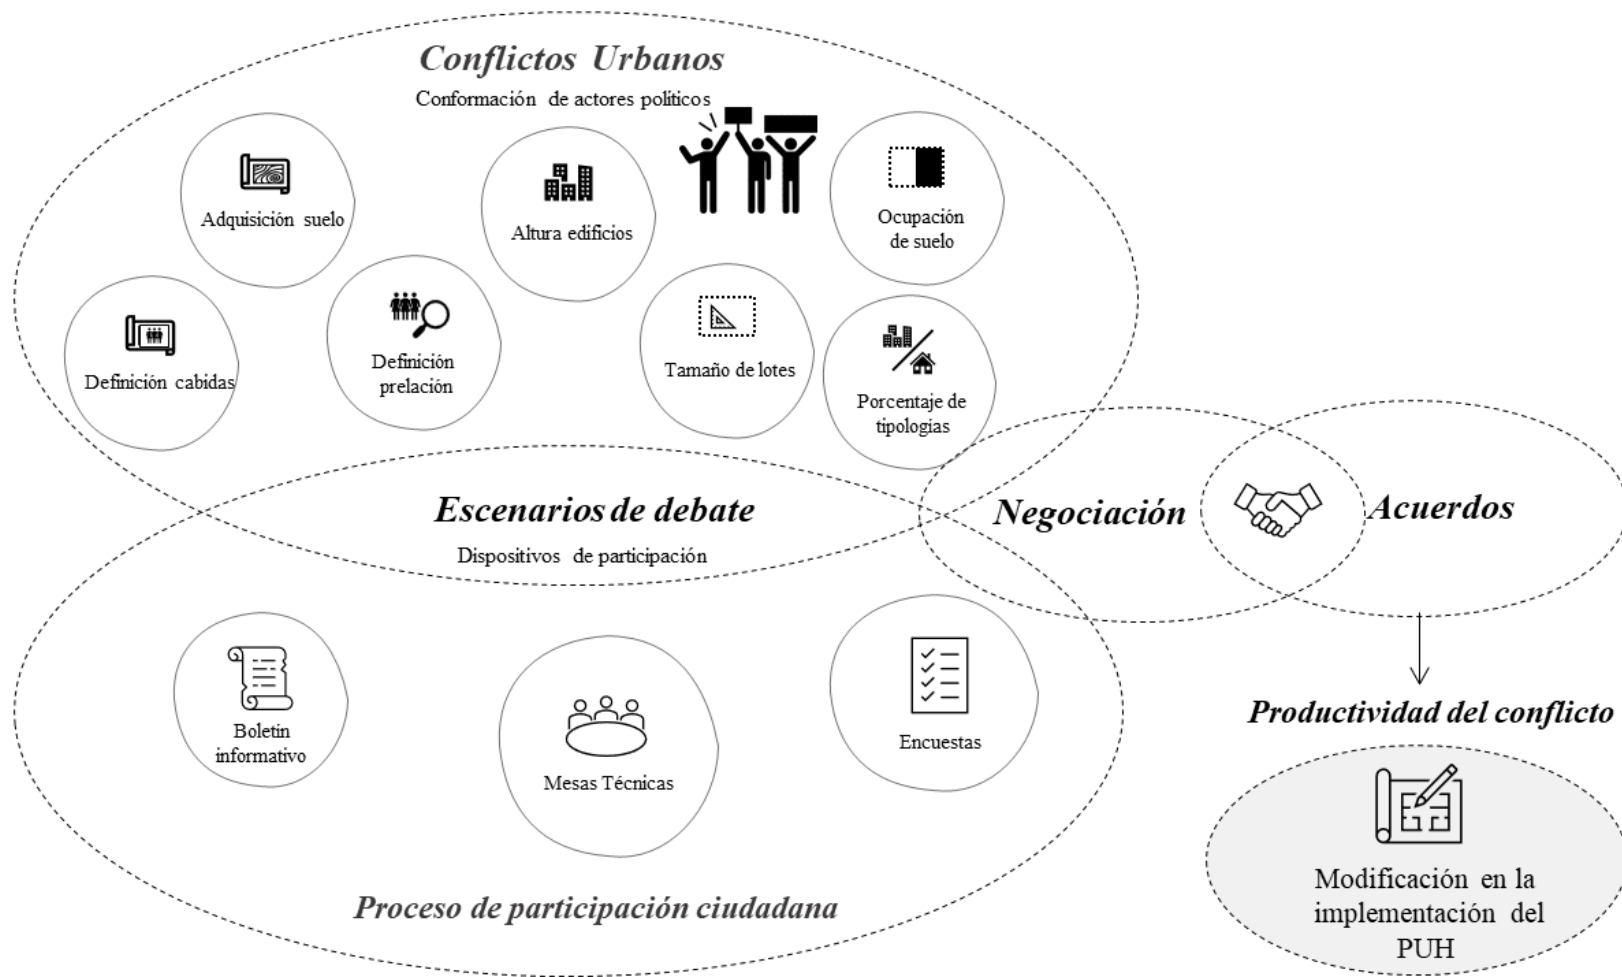 Conflictos Urbanos
Conformación de actores políticos
Adquisición suelo
Altura edificios
Ocupación
de suelo
Definición cabidas
Definición
prelación
Tamaño de lotes
Porcentaje de
tipologías
Escenarios de debate
Dispositivos de participación
Negociación
Acuerdos
Boletín
informativo
Mesas Técnicas
Encuestas
Proceso de participación ciudadana
Productividad del conflicto
Modificación en la
implementación del
PUH